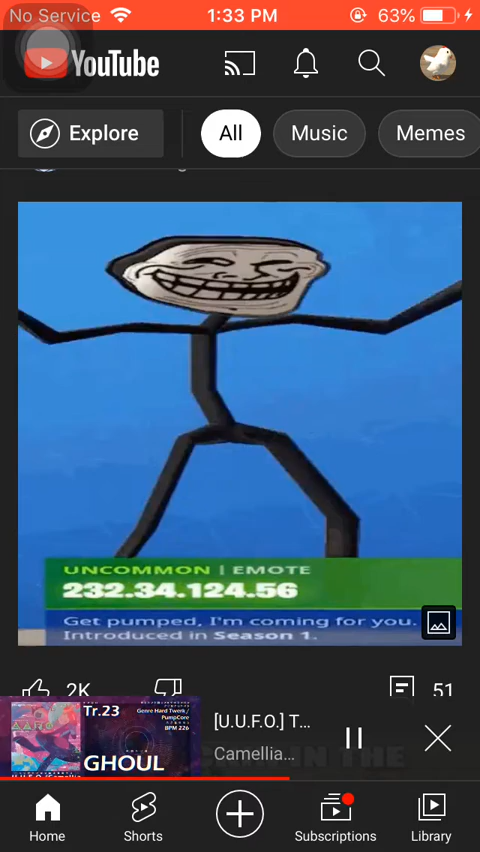 No Service 1:33 PM 63%
YouTube
Explore All Music Memes
UNCOMMON | EMOTE
232.34.124.56
Get pumped, I'm coming for you.
Introduced in Season 1.
2K 51
Tr.23
Genre Hard Twerk /
PumpCore
BPM 226
GHOUL
[U.U.F.O.] T...
Camellia...
IN THE
Home Shorts Subscriptions Library